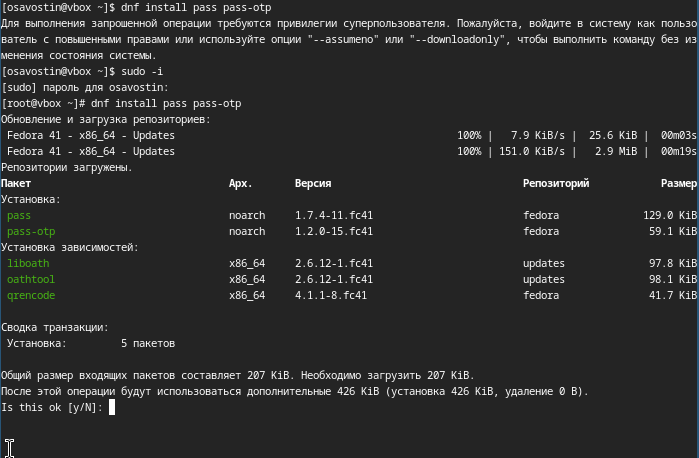 [osavostin@vbox ~]$ dnf install pass pass-otp
Для выполнения запрошенной операции требуются привилегии суперпользователя. Пожалуйста, войдите в систему как пользо
ватель с повышенными правами или используйте опции "--assumeno" или "--downloadonly", чтобы выполнить команду без из
менения состояния системы.
[osavostin@vbox ~]$ sudo -i
[sudo] пароль для osavostin:
[root@vbox ~]# dnf install pass pass-otp
Обновление и загрузка репозиториев:
Fedora 41 - x86_64 - Updates 100% | 7.9 KiB/s | 25.6 KiB | 00m03s
Fedora 41 - x86_64 - Updates 100% | 151.0 KiB/s | 2.9 MiB | 00m19s
Репозитории загружены.
Пакет Арх. Версия Репозиторий Размер
Установка:
pass noarch 1.7.4-11.fc41 fedora 129.0 KiB
pass-otp noarch 1.2.0-15.fc41 fedora 59.1 KiB
Установка зависимостей:
liboath x86_64 2.6.12-1.fc41 updates 97.8 KiB
oathtool x86_64 2.6.12-1.fc41 updates 98.1 KiB
qrencode x86_64 4.1.1-8.fc41 fedora 41.7 KiB
Сводка транзакции:
Установка: 5 пакетов
Общий размер входящих пакетов составляет 207 KiB. Необходимо загрузить 207 KiB.
После этой операции будут использоваться дополнительные 426 KiB (установка 426 KiB, удаление 0 B).
Is this ok [y/N]: